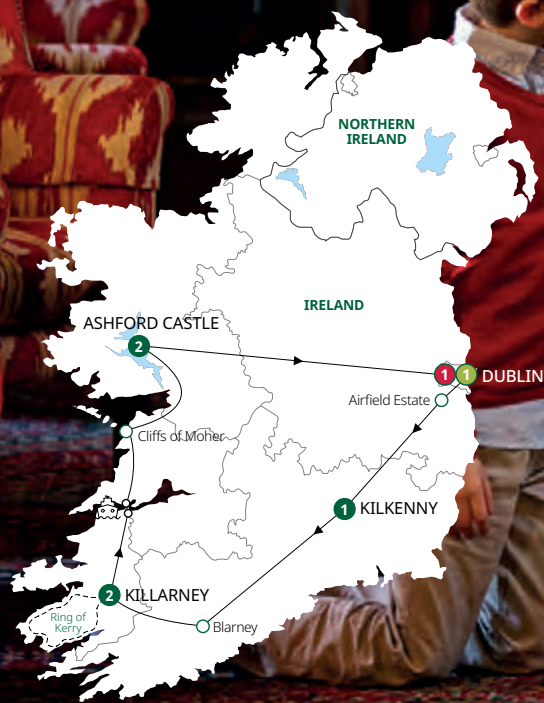 NORTHERN
IRELAND
IRELAND
ASHFORD CASTLE
2
1
1
DUBLIN
Airfield Estate
Cliffs of Moher
1
KILKENNY
2
KILLARNEY
Ring of
Kerry
Blarney